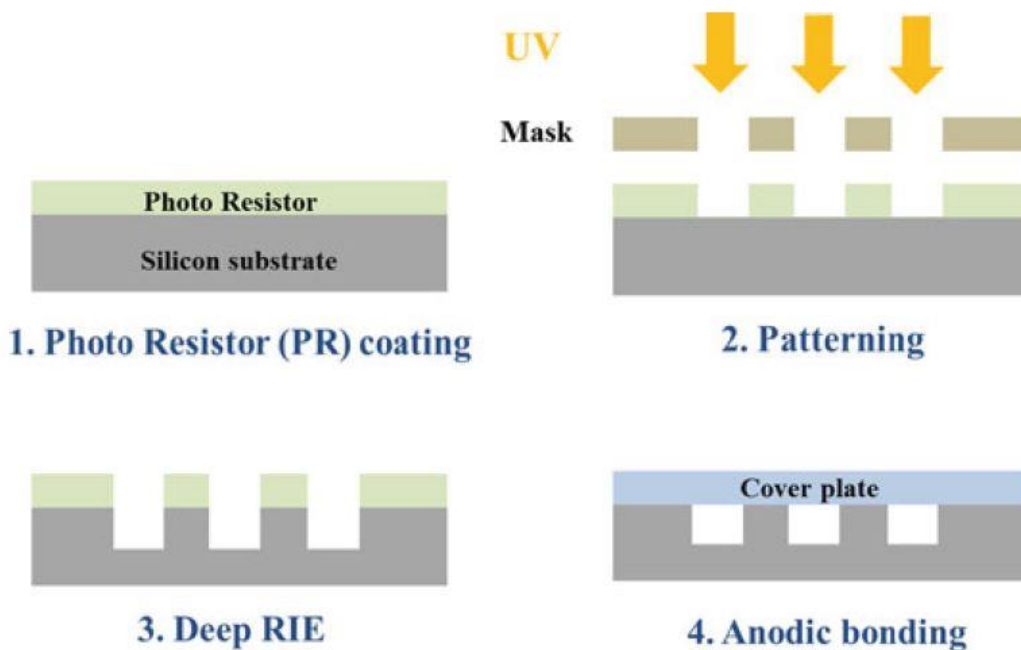 UV
Mask
Photo Resistor
Silicon substrate
1. Photo Resistor (PR) coating
2. Patterning
Cover plate
3. Deep RIE
4. Anodic bonding